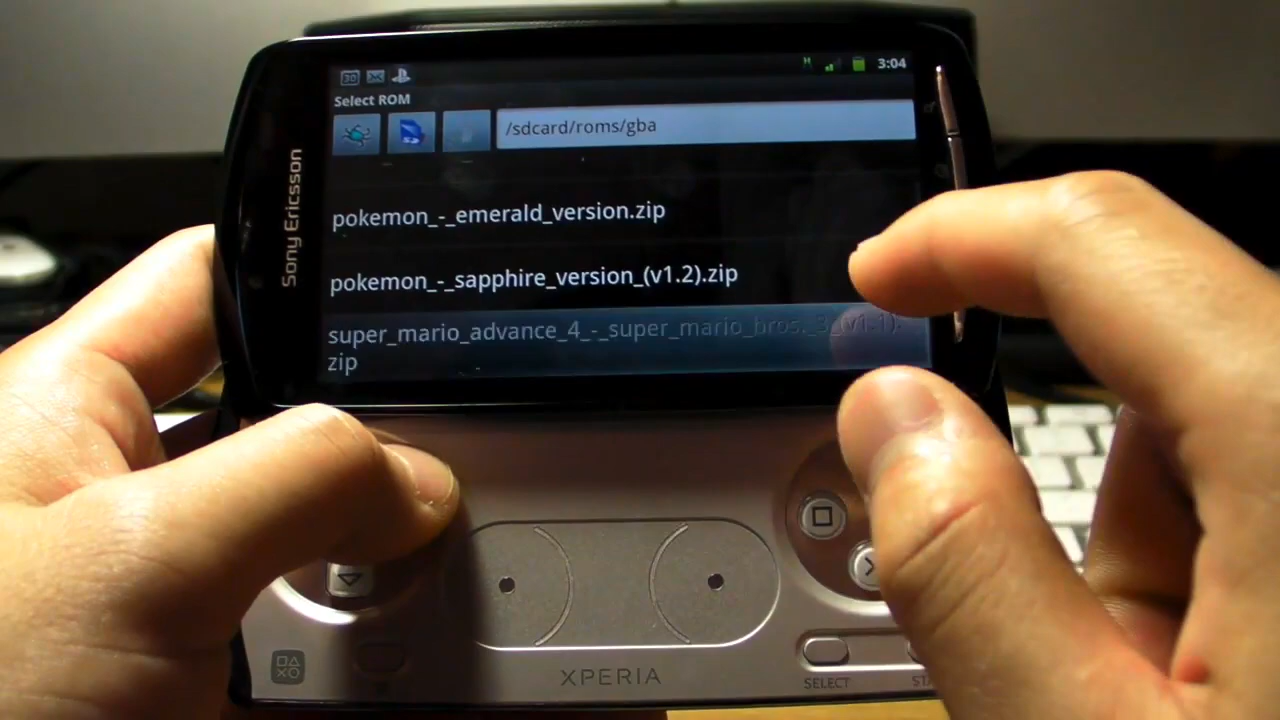 3:04
Select ROM
/sdcard/roms/gba
pokemon_-_emerald_version.zip
pokemon_-_sapphire_version_(v1.2).zip
super_mario_advance_4_-_super_mario_bros._3_(v1.1).
zip
Sony Ericsson
XPERIA
SELECT
STA